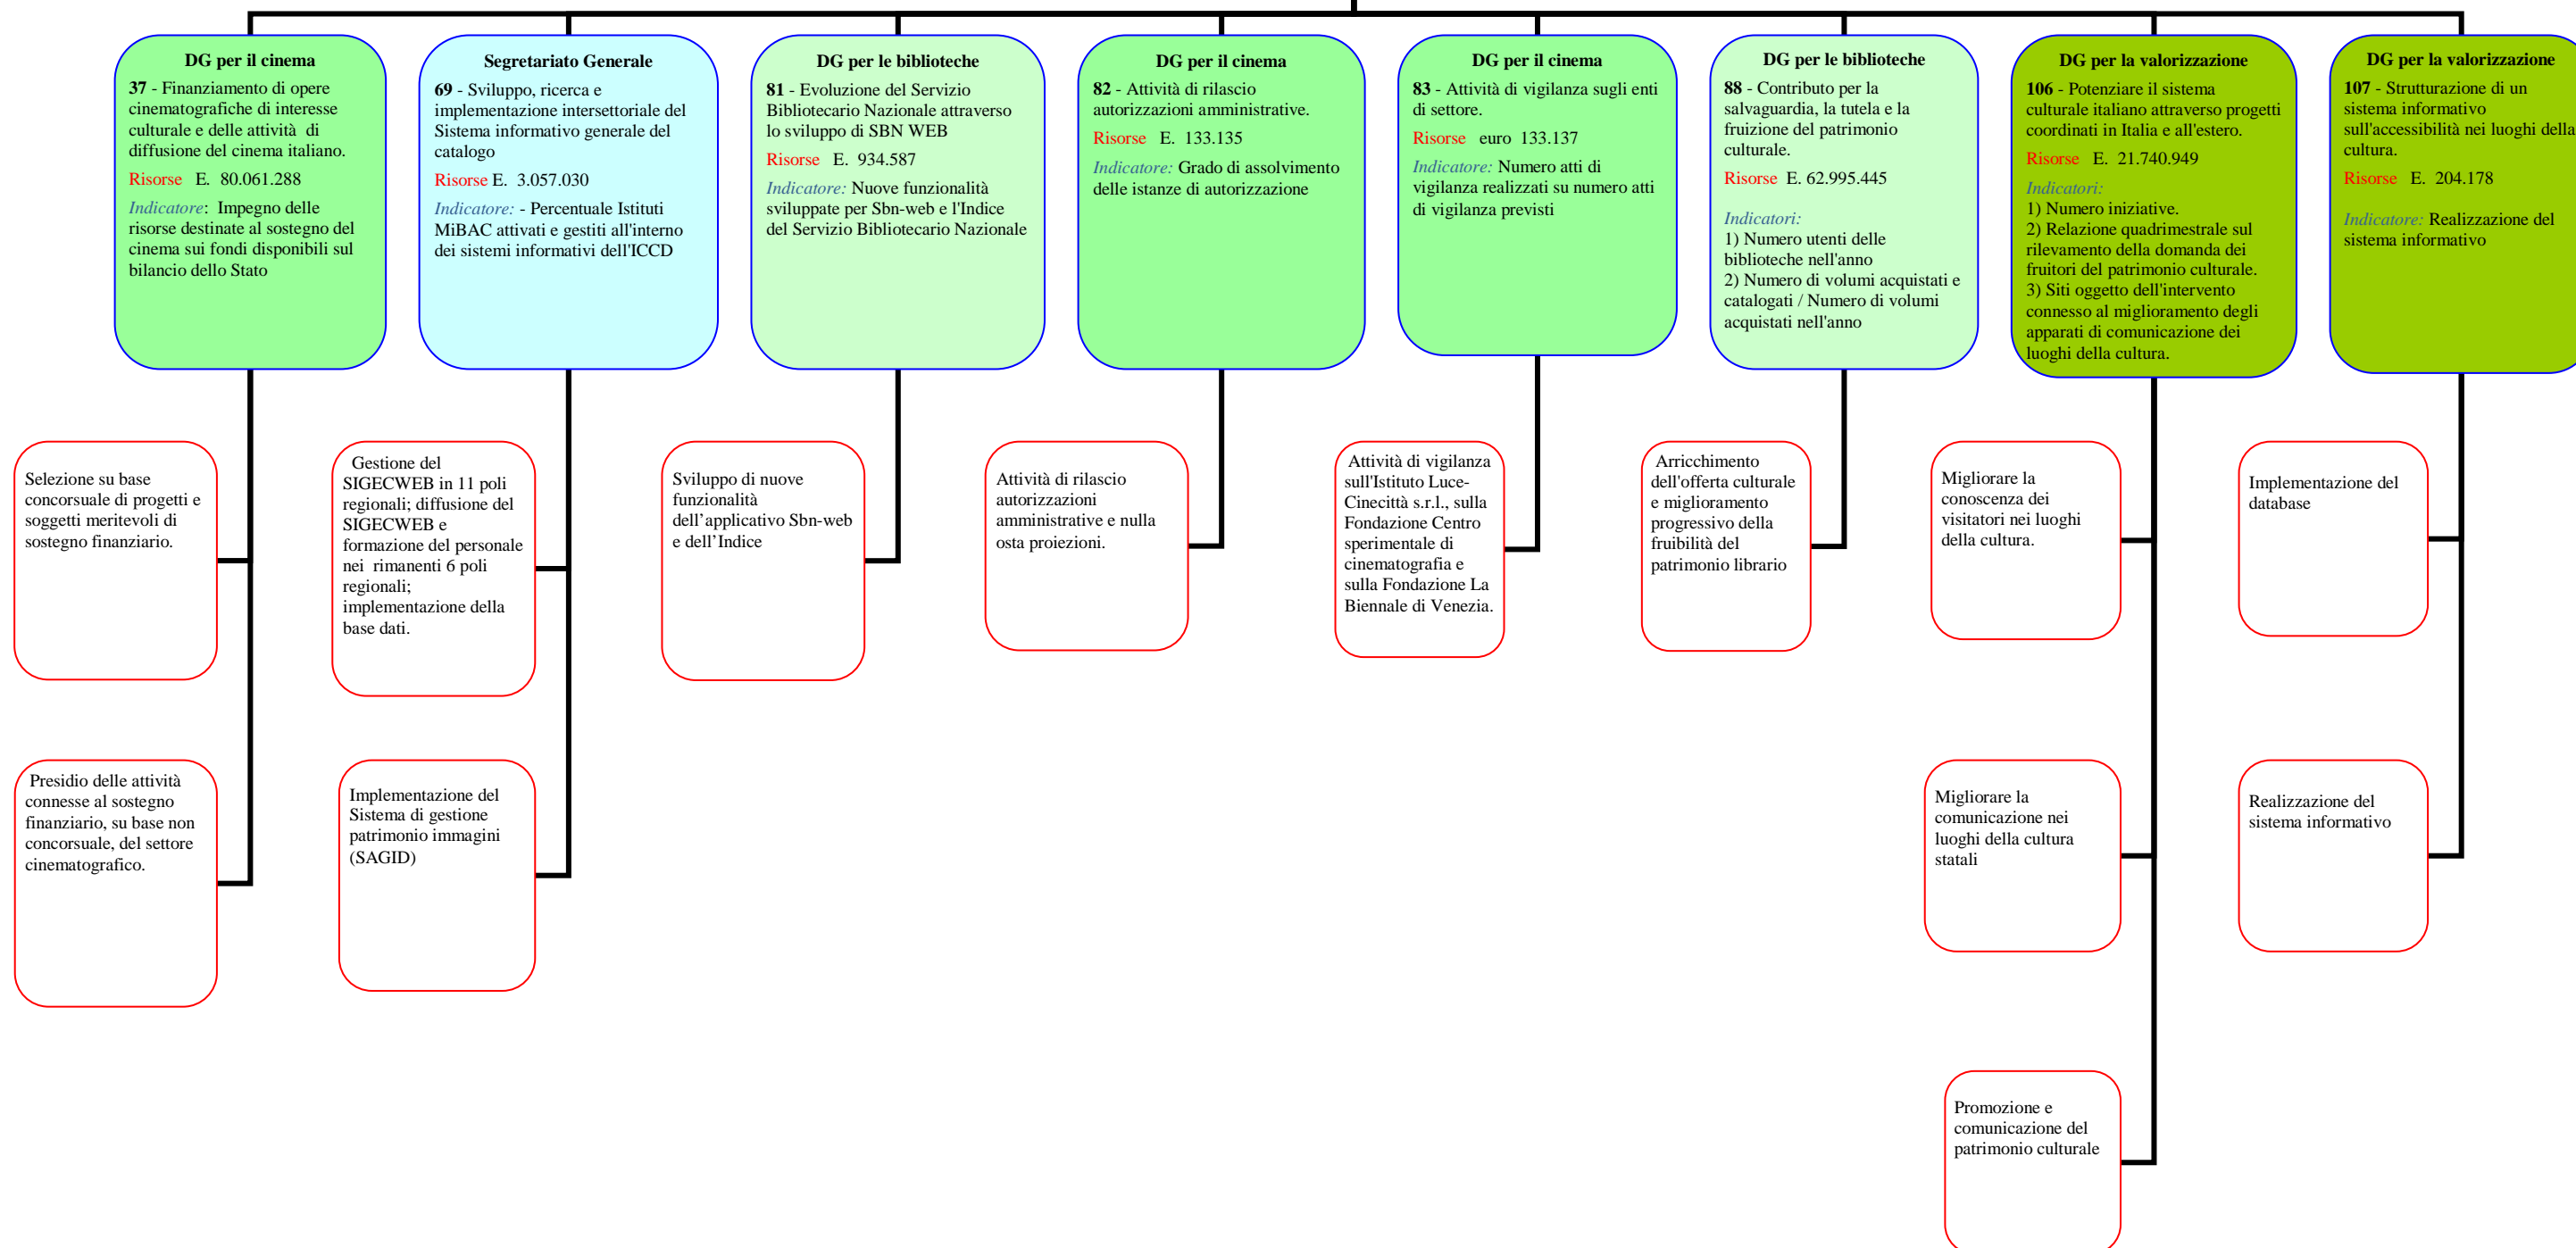 DG per il cinema
37 - Finanziamento di opere
cinematografiche di interesse
culturale e delle attività di
diffusione del cinema italiano.
Risorse E. 80.061.288
Indicatore: Impegno delle
risorse destinate al sostegno del
cinema sui fondi disponibili sul
bilancio dello Stato
Segretariato Generale
69 - Sviluppo, ricerca e
implementazione intersettoriale del
Sistema informativo generale del
catalogo
Risorse E. 3.057.030
Indicatore: - Percentuale Istituti
MiBAC attivati e gestiti all'interno
dei sistemi informativi dell'ICCD
DG per le biblioteche
81 - Evoluzione del Servizio
Bibliotecario Nazionale attraverso
lo sviluppo di SBN WEB
Risorse E. 934.587
Indicatore: Nuove funzionalità
sviluppate per Sbn-web e l'Indice
del Servizio Bibliotecario Nazionale
DG per il cinema
82 - Attività di rilascio
autorizzazioni amministrative.
Risorse E. 133.135
Indicatore: Grado di assolvimento
delle istanze di autorizzazione
DG per il cinema
83 - Attività di vigilanza sugli enti
di settore.
Risorse euro 133.137
Indicatore: Numero atti di
vigilanza realizzati su numero atti
di vigilanza previsti
DG per le biblioteche
88 - Contributo per la
salvaguardia, la tutela e la
fruizione del patrimonio
culturale.
Risorse E. 62.995.445
Indicatori:
1) Numero utenti delle
biblioteche nell'anno
2) Numero di volumi acquistati e
catalogati / Numero di volumi
acquistati nell'anno
DG per la valorizzazione
106 - Potenziare il sistema
culturale italiano attraverso progetti
coordinati in Italia e all'estero.
Risorse E. 21.740.949
Indicatori:
1) Numero iniziative.
2) Relazione quadrimestrale sul
rilevamento della domanda dei
fruitori del patrimonio culturale.
3) Siti oggetto dell'intervento
connesso al miglioramento degli
apparati di comunicazione dei
luoghi della cultura.
DG per la valorizzazione
107 - Strutturazione di un
sistema informativo
sull'accessibilità nei luoghi della
cultura.
Risorse E. 204.178
Indicatore: Realizzazione del
sistema informativo
Selezione su base
concorsuale di progetti e
soggetti meritevoli di
sostegno finanziario.
Gestione del
SIGECWEB in 11 poli
regionali; diffusione del
SIGECWEB e
formazione del personale
nei rimanenti 6 poli
regionali;
implementazione della
base dati.
Sviluppo di nuove
funzionalità
dell’applicativo Sbn-web
e dell’Indice
Attività di rilascio
autorizzazioni
amministrative e nulla
osta proiezioni.
Attività di vigilanza
sull'Istituto Luce-
Cinecittà s.r.l., sulla
Fondazione Centro
sperimentale di
cinematografia e
sulla Fondazione La
Biennale di Venezia.
Arricchimento
dell'offerta culturale
e miglioramento
progressivo della
fruibilità del
patrimonio librario
Migliorare la
conoscenza dei
visitatori nei luoghi
della cultura.
Implementazione del
database
Presidio delle attività
connesse al sostegno
finanziario, su base non
concorsuale, del settore
cinematografico.
Implementazione del
Sistema di gestione
patrimonio immagini
(SAGID)
Migliorare la
comunicazione nei
luoghi della cultura
statali
Realizzazione del
sistema informativo
Promozione e
comunicazione del
patrimonio culturale